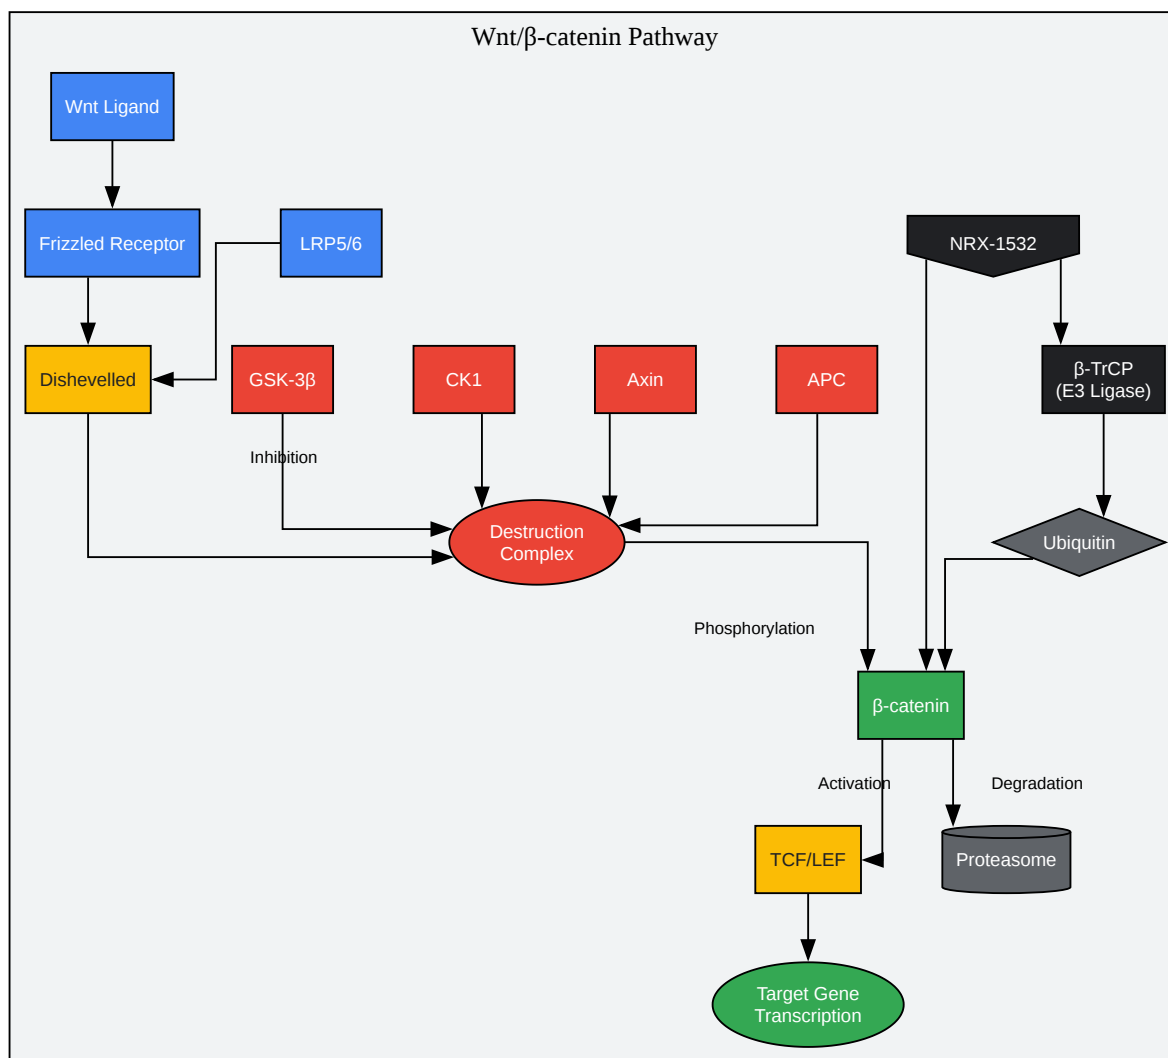 Wnt/β-catenin Pathway
Wnt Ligand
Frizzled Receptor
LRP5/6
NRX-1532
Dishevelled
GSK-3β
CK1
Axin
APC
β-TrCP
(E3 Ligase)
Inhibition
Destruction
Complex
Ubiquitin
Phosphorylation
β-catenin
Activation
Degradation
TCF/LEF
Proteasome
Target Gene
Transcription